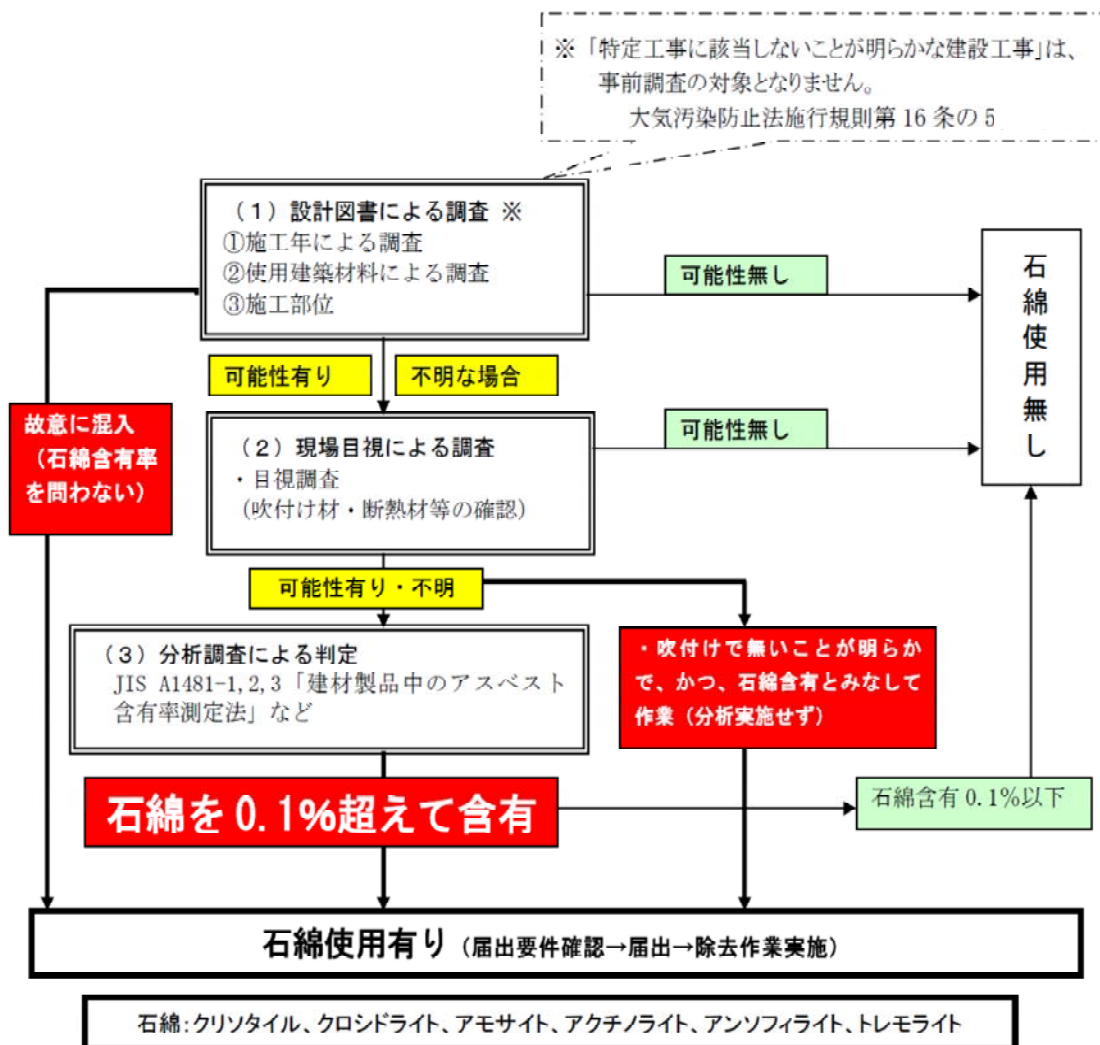 ※「特定工事に該当しないことが明らかな建設工事」は、
事前調査の対象となりません。
大気汚染防止法施行規則第16条の5
（1）設計図書による調査 ※
①施工年による調査
②使用建築材料による調査
③施工部位
可能性無し
石綿使用無し
可能性有り
不明な場合
故意に混入
（石綿含有率
を問わない）
（2）現場目視による調査
・目視調査
(吹付け材・断熱材等の確認)
可能性無し
可能性有り・不明
（3）分析調査による判定
JIS A1481-1,2,3「建材製品中のアスベスト
含有率測定法」など
・吹付けで無いことが明らか
で、かつ、石綿含有とみなして
作業（分析実施せず）
石綿を0.1%超えて含有
石綿含有0.1%以下
石綿使用有り（届出要件確認→届出→除去作業実施）
石綿：クリソタイル、クロシドライト、アモサイト、アクチノライト、アンソフィライト、トレモライト